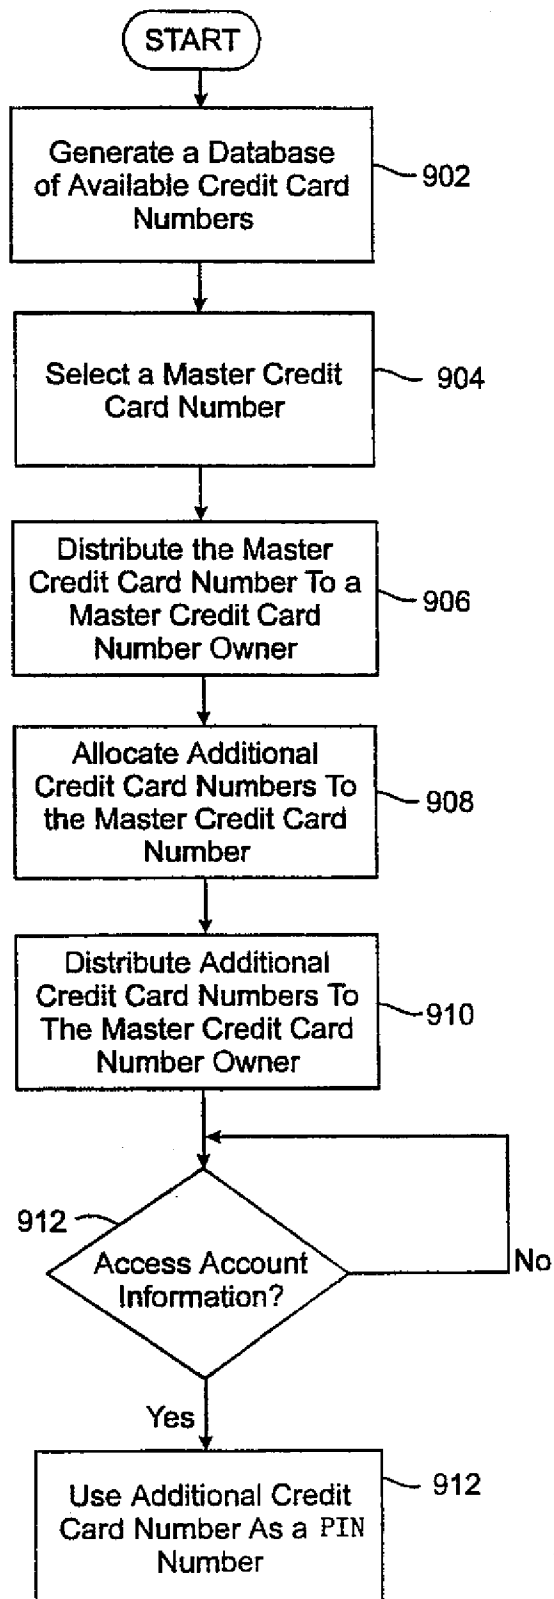 START
Generate a Database
of Available Credit Card
Numbers
902
Select a Master Credit
Card Number
904
Distribute the Master
Credit Card Number To a
Master Credit Card
Number Owner
906
Allocate Additional
Credit Card Numbers To
the Master Credit Card
Number
908
Distribute Additional
Credit Card Numbers To
The Master Credit Card
Number Owner
910
912
Access Account
Information?
No
Yes
Use Additional Credit
Card Number As a PIN
Number
912